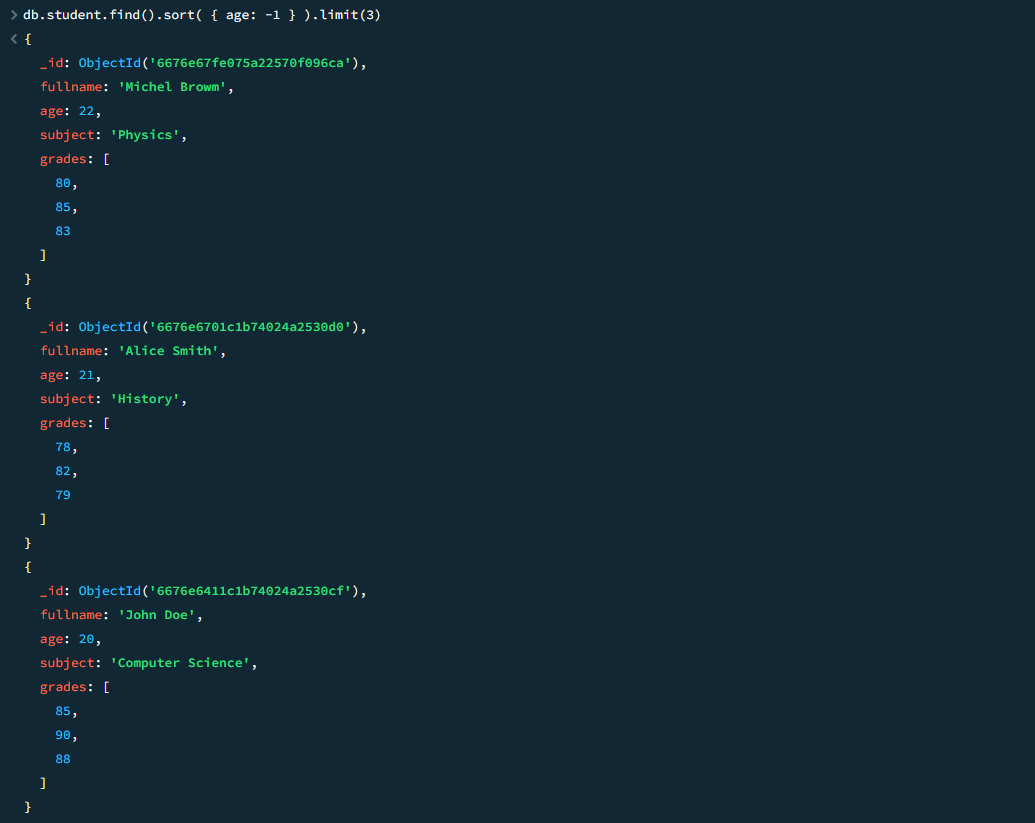 > db.student.find().sort( { age: -1 } ).limit(3)
< {
_id: ObjectId('6676e67fe075a22570f096ca'),
fullname: 'Michel Browm',
age: 22,
subject: 'Physics',
grades: [
80,
85,
83
]
}
{
_id: ObjectId('6676e6701c1b74024a2530d0'),
fullname: 'Alice Smith',
age: 21,
subject: 'History',
grades: [
78,
82,
79
]
}
{
_id: ObjectId('6676e6411c1b74024a2530cf'),
fullname: 'John Doe',
age: 20,
subject: 'Computer Science',
grades: [
85,
90,
88
]
}